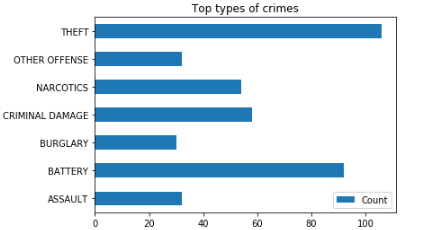 Top types of crimes
THEFT
OTHER OFFENSE
NARCOTICS
CRIMINAL DAMAGE
BURGLARY
BATTERY
ASSAULT
Count
0 20 40 60 80 100